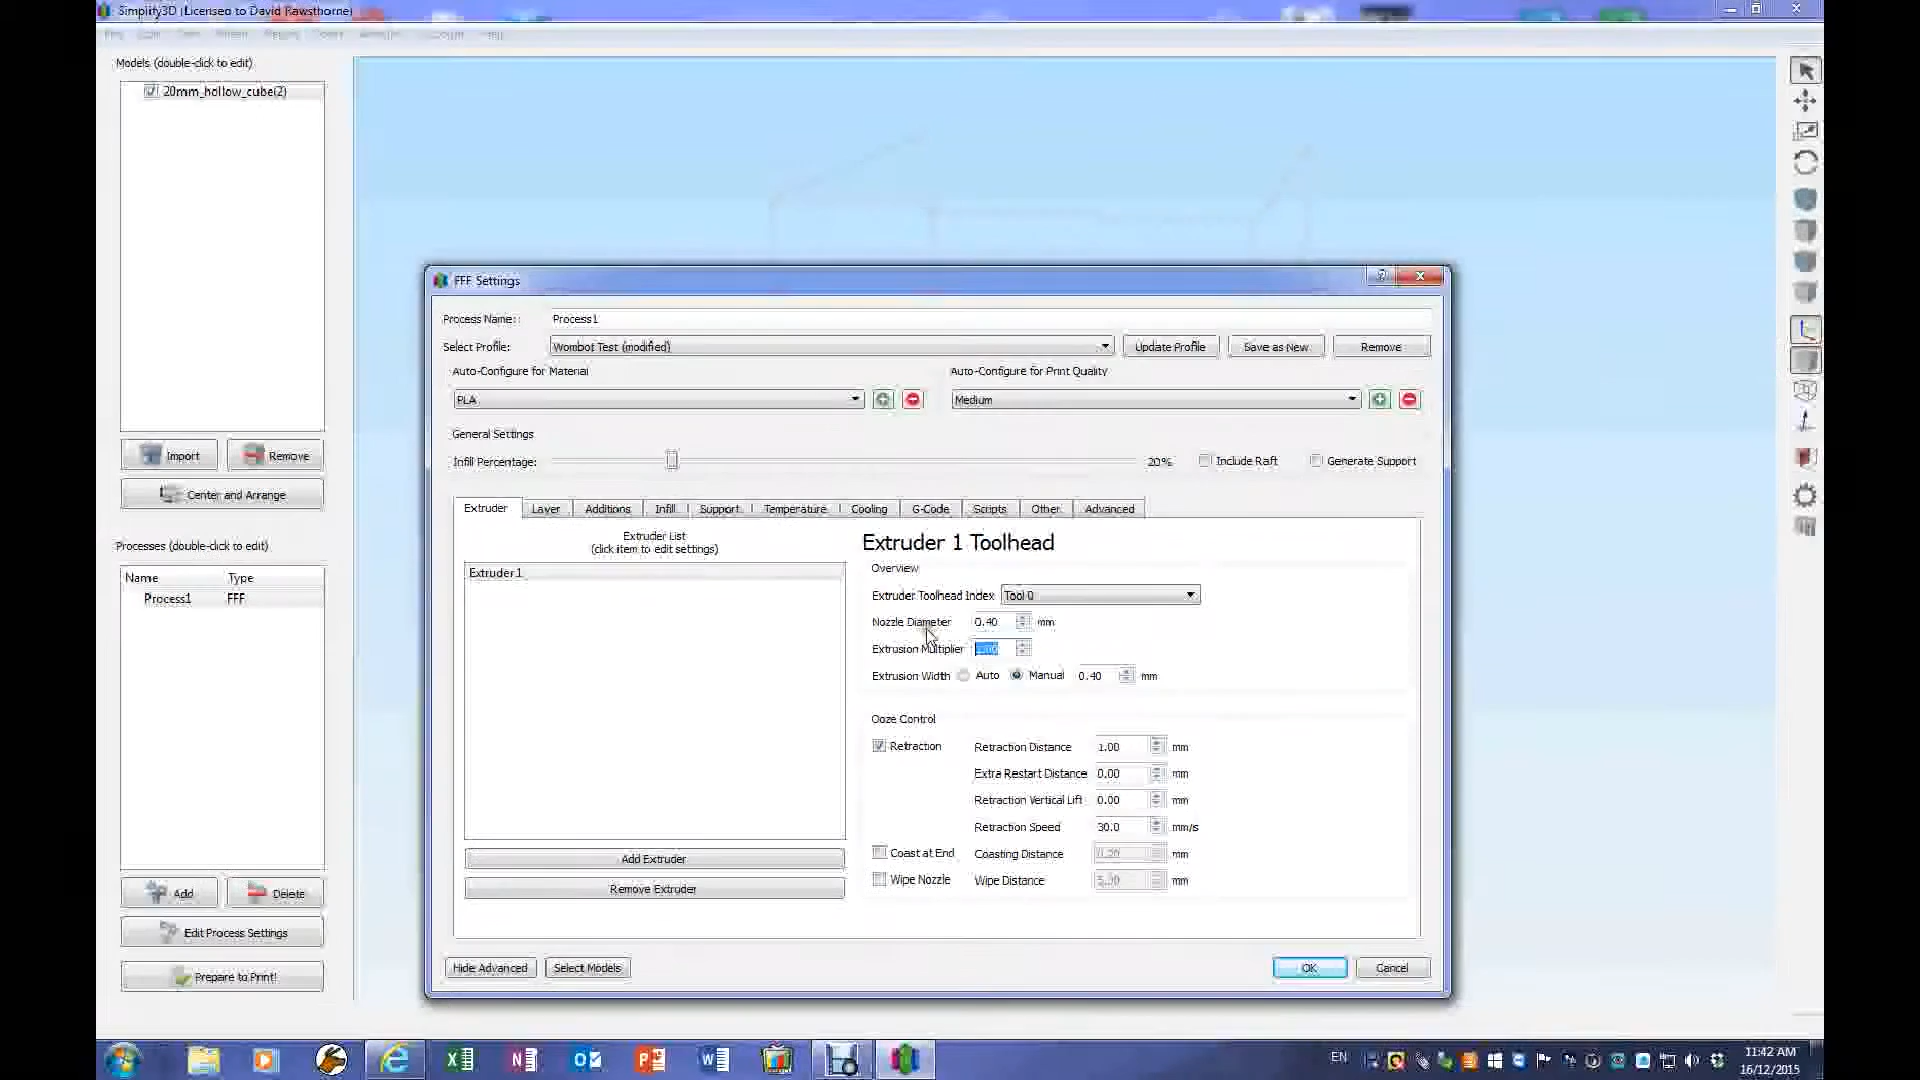 Simplify3D (Licensed to David Rawsthorne)
Models (double-click to edit)
20mm_hollow_cube(2)
Import
Remove
Center and Arrange
Processes (double-click to edit)
Name Type
Process1 FFF
Add
Delete
Edit Process Settings
Prepare to Print!
FFF Settings
Process Name:: Process1
Select Profile: Wombot Test (modified) Update Profile Save as New Remove
Auto-Configure for Material Auto-Configure for Print Quality
PLA Medium
General Settings
Infill Percentage: 20% Include Raft Generate Support
Extruder Layer Additions Infill Support Temperature Cooling G-Code Scripts Other Advanced
Extruder List
(click item to edit settings)
Extruder 1
Add Extruder
Remove Extruder
Extruder 1 Toolhead
Overview
Extruder Toolhead Index Tool 0
Nozzle Diameter 0.40 mm
Extrusion Multiplier
Extrusion Width Auto Manual 0.40 mm
Ooze Control
Retraction Retraction Distance 1.00 mm
Extra Restart Distance 0.00 mm
Retraction Vertical Lift 0.00 mm
Retraction Speed 30.0 mm/s
Coast at End Coasting Distance mm
Wipe Nozzle Wipe Distance 5.00 mm
Hide Advanced Select Models OK Cancel
EN
11:42 AM
16/12/2015